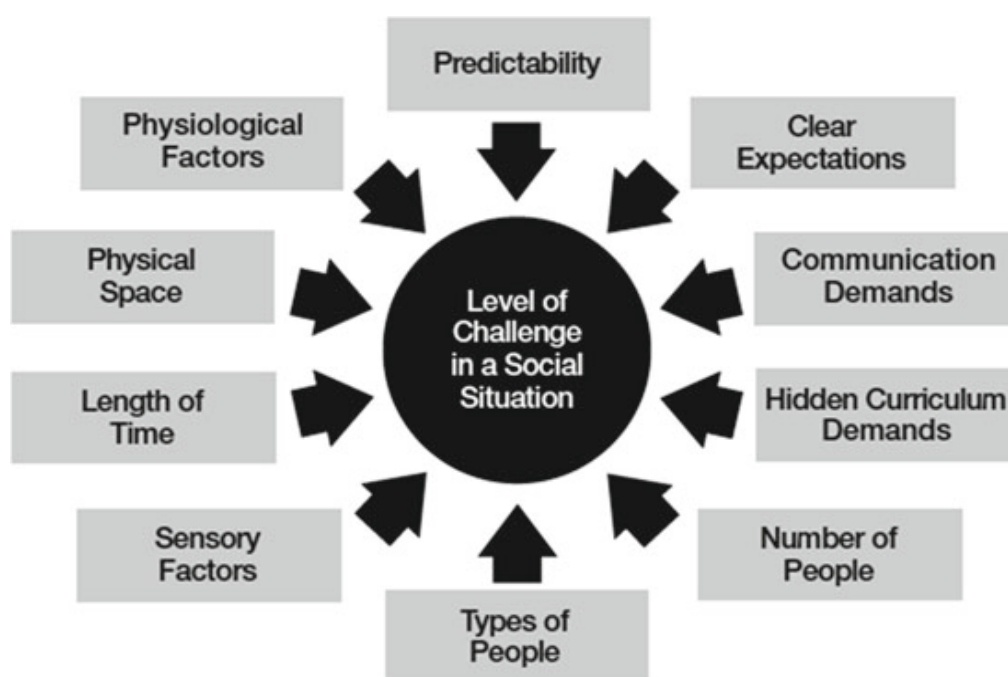 Predictability
Clear
Expectations
Communication
Demands
Hidden Curriculum
Demands
Number of
People
Types of
People
Sensory
Factors
Length of
Time
Physical
Space
Physiological
Factors
Level of
Challenge
in a Social
Situation